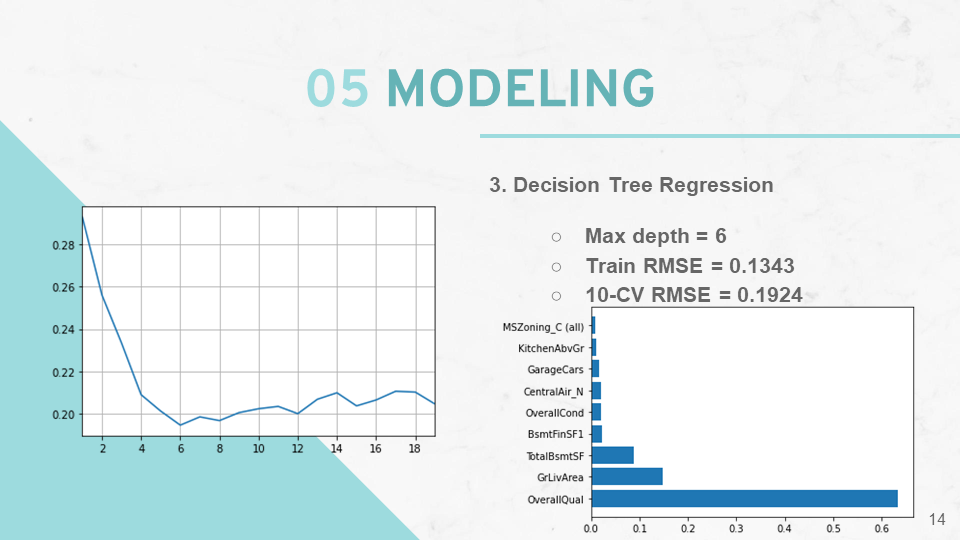 05 MODELING
3. Decision Tree Regression
○ Max depth = 6
○ Train RMSE = 0.1343
○ 10-CV RMSE = 0.1924
0.28
0.26
0.24
0.22
0.20
2 4 6 8 10 12 14 16 18
MSZoning_C (all)
KitchenAbvGr
GarageCars
CentralAir_N
OverallCond
BsmtFinSF1
TotalBsmtSF
GrLivArea
OverallQual
0.0 0.1 0.2 0.3 0.4 0.5 0.6
14